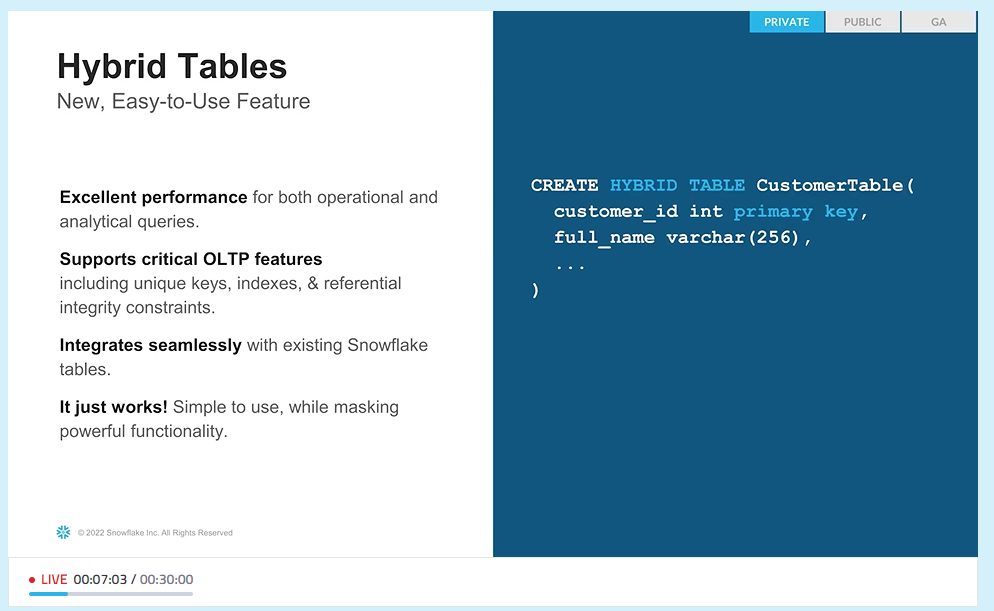 PRIVATE PUBLIC GA
Hybrid Tables
New, Easy-to-Use Feature
Excellent performance for both operational and
analytical queries.
Supports critical OLTP features
including unique keys, indexes, & referential
integrity constraints.
Integrates seamlessly with existing Snowflake
tables.
It just works! Simple to use, while masking
powerful functionality.
CREATE HYBRID TABLE CustomerTable(
  customer_id int primary key,
  full_name varchar(256),
  ...
)
© 2022 Snowflake Inc. All Rights Reserved
LIVE 00:07:03 / 00:30:00